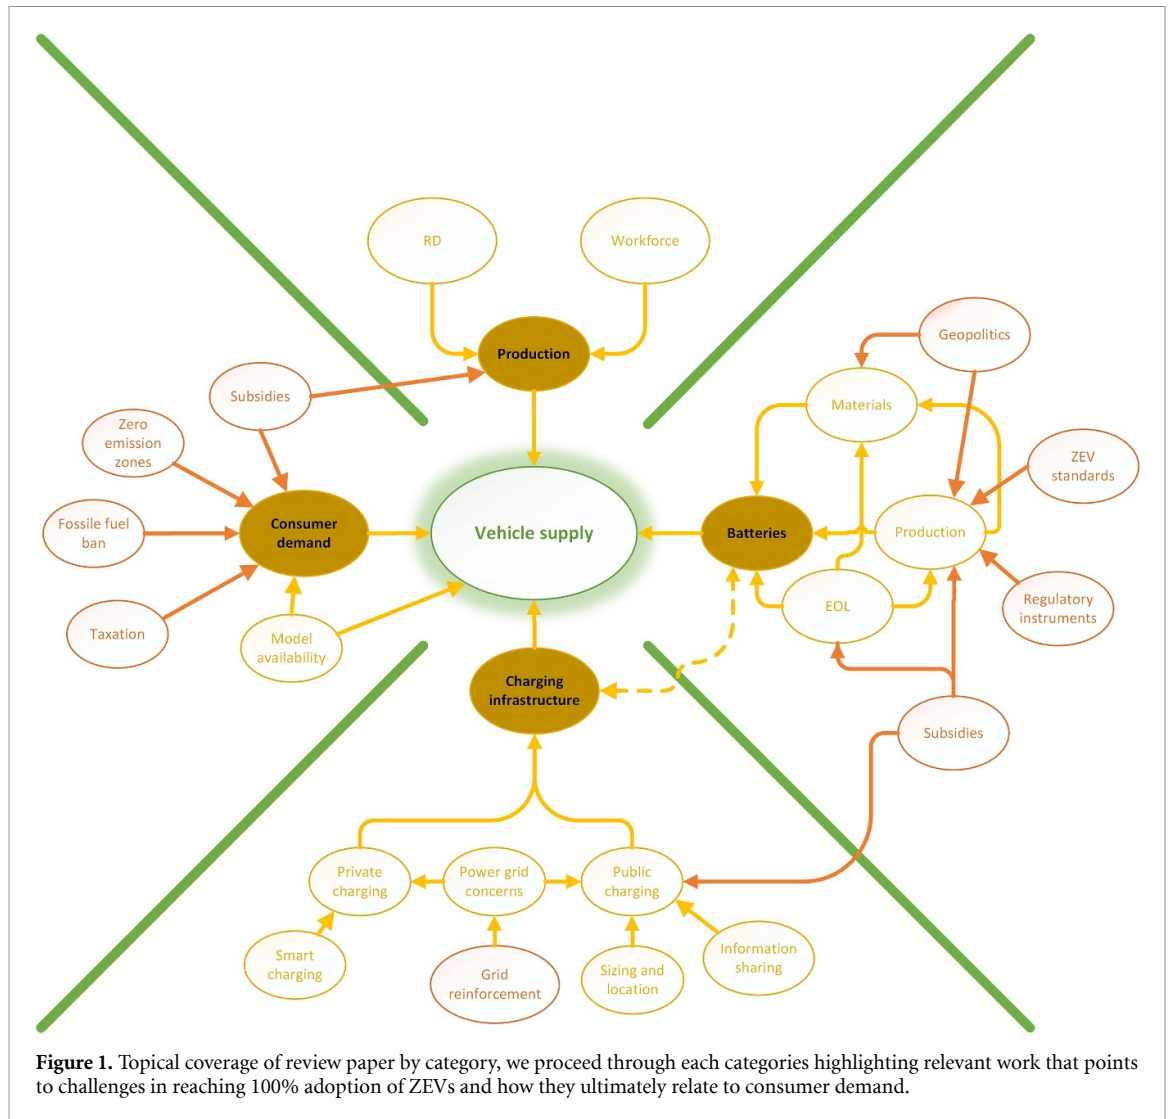 RD
Workforce
Production
Geopolitics
Subsidies
Materials
Zero
emission
zones
ZEV
standards
Fossile fuel
ban
Consumer
demand
Vehicle supply
Batteries
Production
Taxation
Model
availability
EOL
Regulatory
instruments
Charging
infrastructure
Subsidies
Private
charging
Power grid
concerns
Public
charging
Smart
charging
Grid
reinforcement
Sizing and
location
Information
sharing
Figure 1. Topical coverage of review paper by category, we proceed through each categories highlighting relevant work that points
to challenges in reaching 100% adoption of ZEVs and how they ultimately relate to consumer demand.